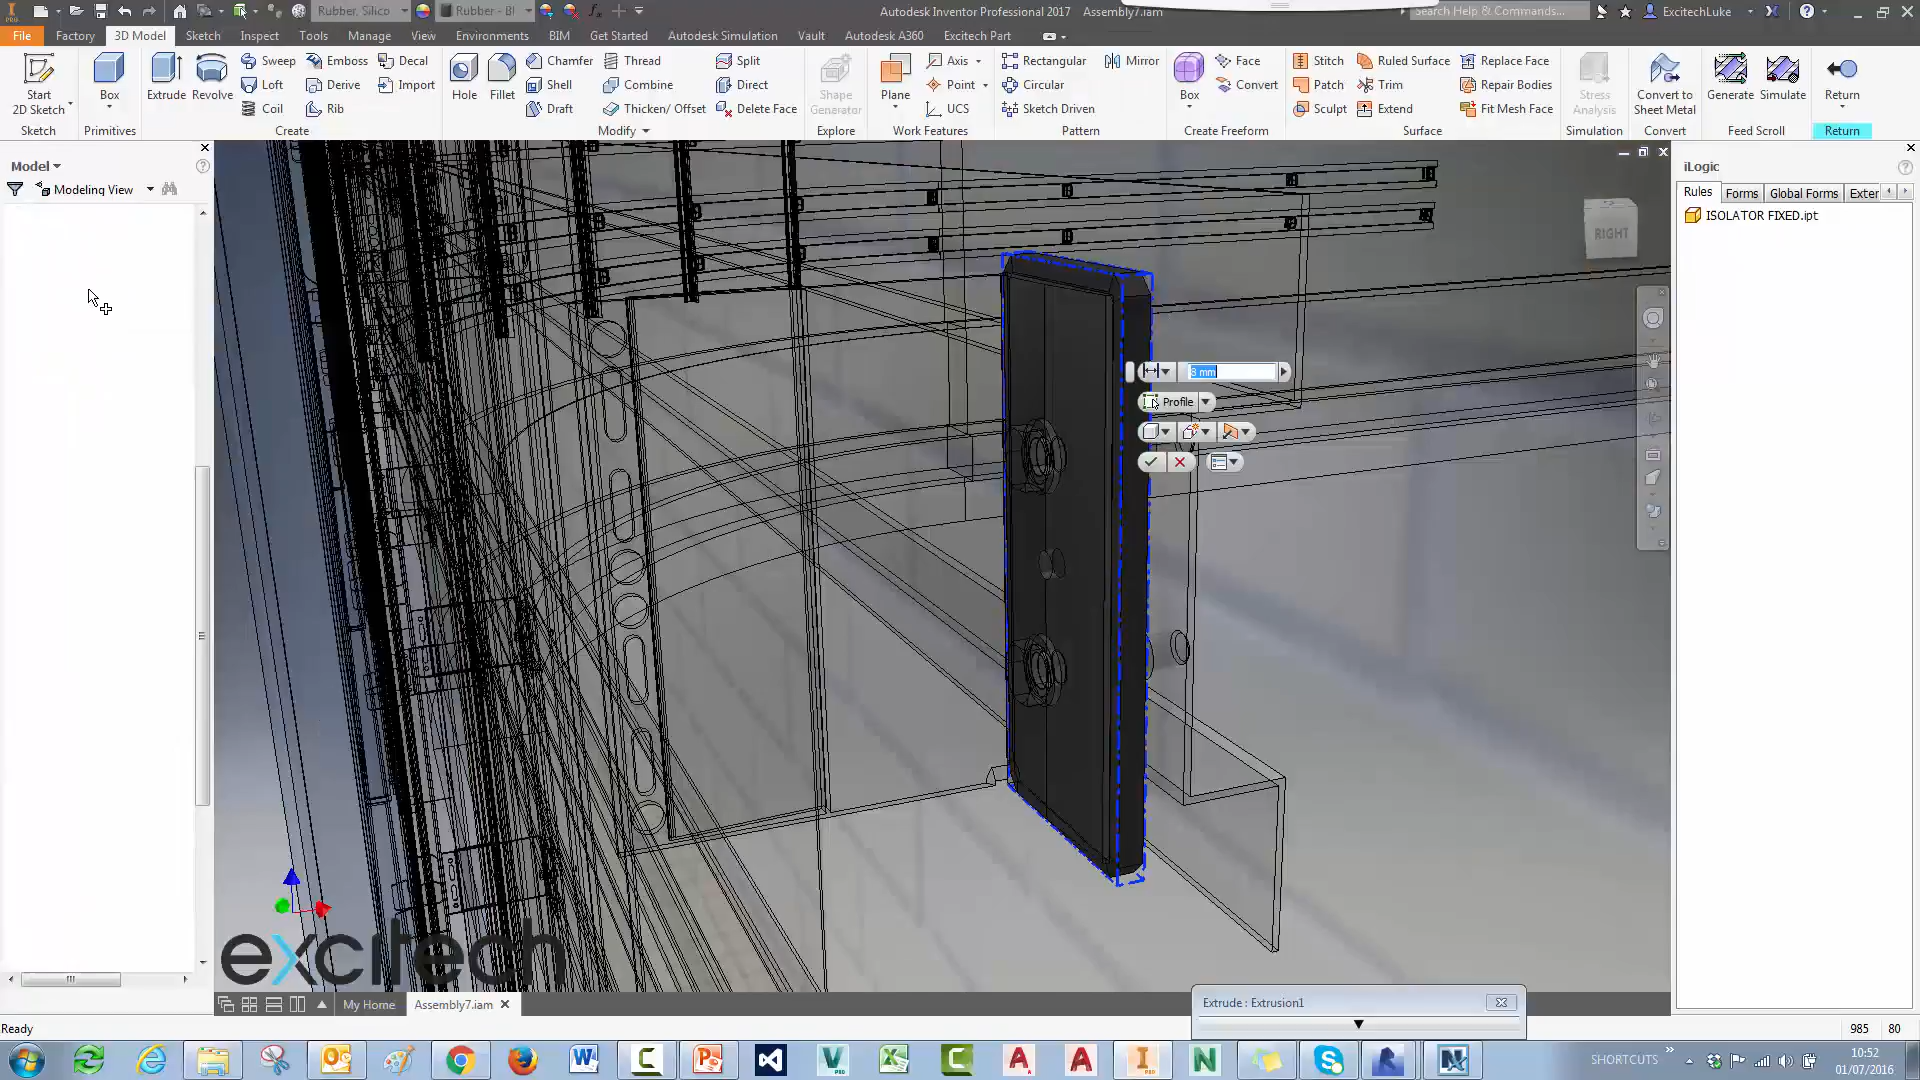 PRO
Rubber, Silico
Rubber - Bl
fx
Autodesk Inventor Professional 2017 Assembly7.iam
Search Help & Commands...
ExcitechLuke
File Factory 3D Model Sketch Inspect Tools Manage View Environments BIM Get Started Autodesk Simulation Vault Autodesk A360 Excitech Part
Start
2D Sketch
Sketch
Box
Primitives
Extrude Revolve
Sweep Emboss Decal
Loft Derive Import
Coil Rib
Create
Hole Fillet
Chamfer Thread Split
Shell Combine Direct
Draft Thicken/ Offset Delete Face
Modify
Shape
Generator
Explore
Plane
Axis
Point
UCS
Work Features
Rectangular Mirror
Circular
Sketch Driven
Pattern
Box
Face
Convert
Create Freeform
Stitch Ruled Surface Replace Face
Patch Trim Repair Bodies
Sculpt Extend Fit Mesh Face
Surface
Stress
Analysis
Simulation
Convert to
Sheet Metal
Convert
Generate Simulate
Feed Scroll
Return
Return
Model
Modeling View
RIGHT
8 mm
Profile
iLogic
Rules Forms Global Forms Exter
ISOLATOR FIXED.ipt
excitech
My Home Assembly7.iam
Extrude : Extrusion1
Ready
985 80
SHORTCUTS
10:52
01/07/2016